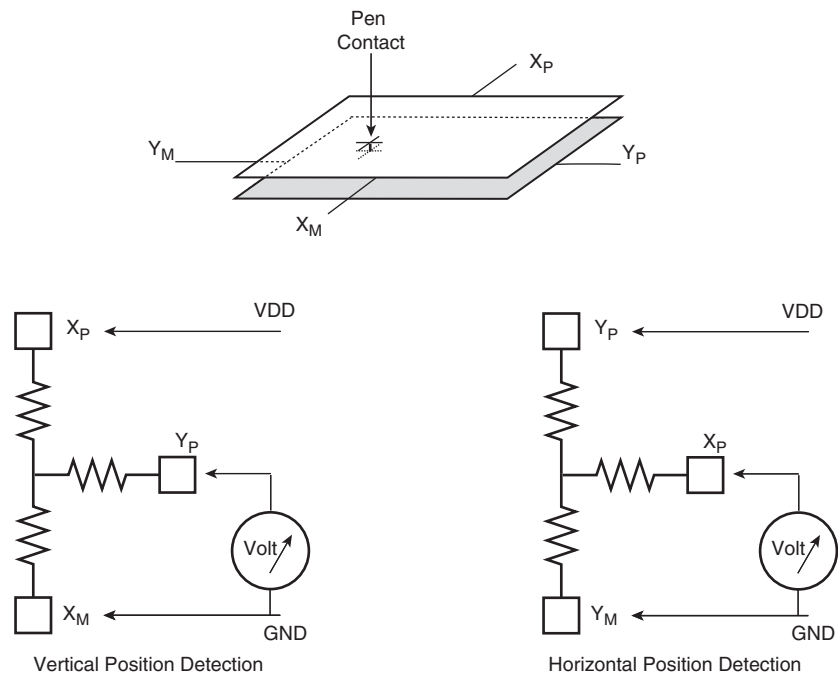 Pen
Contact
X_P
Y_M
Y_P
X_M
X_P
VDD
Y_P
Volt
X_M
GND
Vertical Position Detection
Y_P
VDD
X_P
Volt
Y_M
GND
Horizontal Position Detection